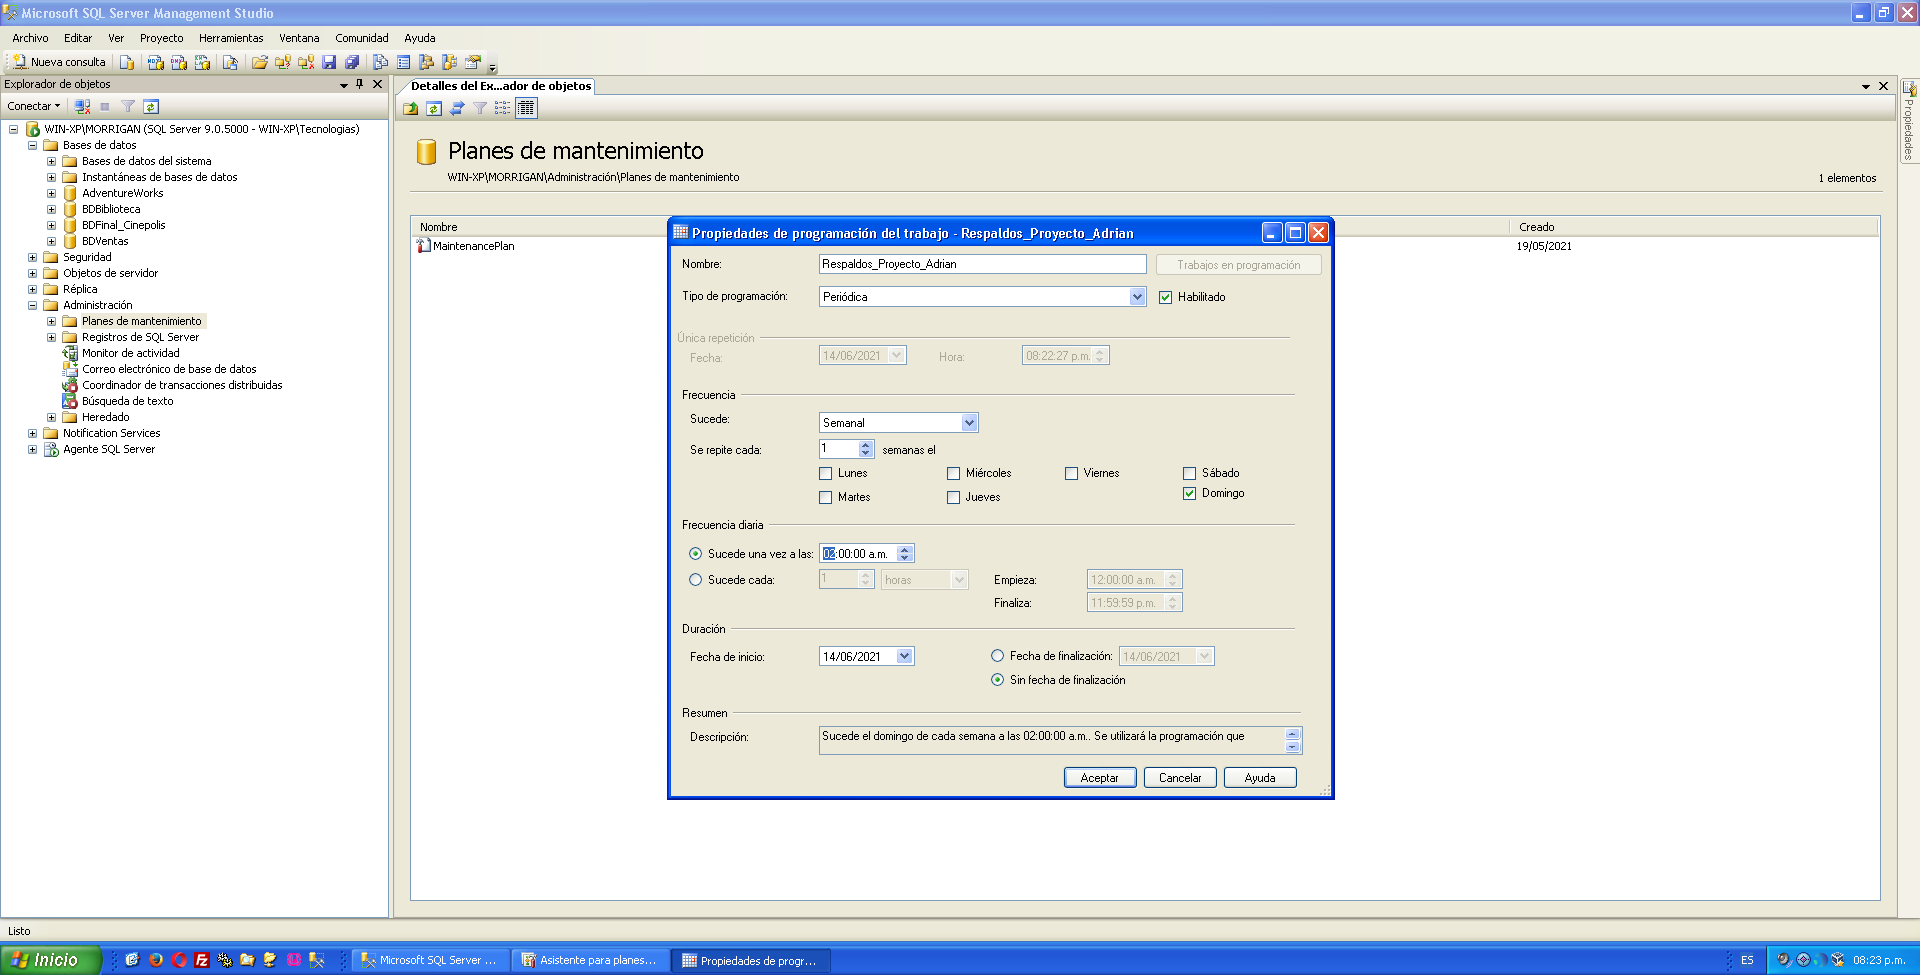 Microsoft SQL Server Management Studio
Archivo Editar Ver Proyecto Herramientas Ventana Comunidad Ayuda
Nueva consulta
Explorador de objetos
Conectar
WIN-XP\MORRIGAN (SQL Server 9.0.5000 - WIN-XP\Tecnologias)
Bases de datos
Bases de datos del sistema
Instantáneas de bases de datos
AdventureWorks
BDBiblioteca
BDFinal_Cinepolis
BDVentas
Seguridad
Objetos de servidor
Réplica
Administración
Planes de mantenimiento
Registros de SQL Server
Monitor de actividad
Correo electrónico de base de datos
Coordinador de transacciones distribuidas
Búsqueda de texto
Heredado
Notification Services
Agente SQL Server
Detalles del Ex...ador de objetos
Planes de mantenimiento
WIN-XP\MORRIGAN\Administración\Planes de mantenimiento
1 elementos
Nombre
Creado
MaintenancePlan
19/05/2021
Propiedades
Propiedades de programación del trabajo - Respaldos_Proyecto_Adrian
Nombre: Respaldos_Proyecto_Adrian Trabajos en programación
Tipo de programación: Periódica Habilitado
Única repetición
Fecha: 14/06/2021 Hora: 08:22:27 p.m.
Frecuencia
Sucede: Semanal
Se repite cada: 1 semanas el
Lunes Miércoles Viernes Sábado
Martes Jueves Domingo
Frecuencia diaria
Sucede una vez a las: 02:00:00 a.m.
Sucede cada: 1 horas Empieza: 12:00:00 a.m.
Finaliza: 11:59:59 p.m.
Duración
Fecha de inicio: 14/06/2021 Fecha de finalización: 14/06/2021
Sin fecha de finalización
Resumen
Descripción: Sucede el domingo de cada semana a las 02:00:00 a.m.. Se utilizará la programación que
Aceptar Cancelar Ayuda
Listo
Inicio
Microsoft SQL Server ...
Asistente para planes...
Propiedades de progr...
ES
08:23 p.m.